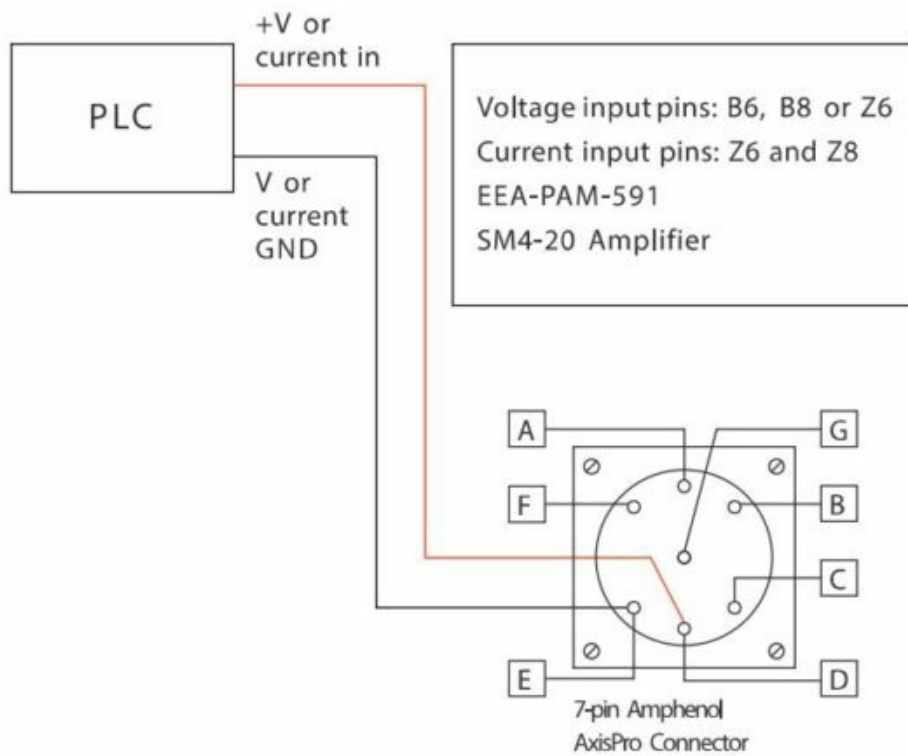 +V or
current in
PLC
V or
current
GND
Voltage input pins: B6, B8 or Z6
Current input pins: Z6 and Z8
EEA-PAM-591
SM4-20 Amplifier
A
G
F
B
C
E
D
7-pin Amphenol
AxisPro Connector